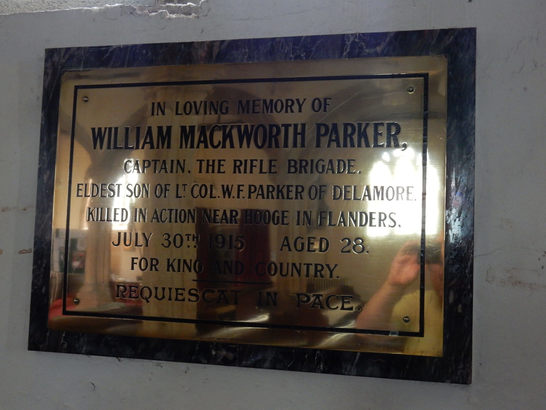 IN LOVING MEMORY OF
WILLIAM MACKWORTH PARKER,
CAPTAIN. THE RIFLE BRIGADE.
ELDEST SON OF LT COL. W. F. PARKER OF DELAMORE.
KILLED IN ACTION NEAR HOOGE IN FLANDERS.
JULY 30TH 1915 AGED 28.
FOR KING AND COUNTRY.
REQUIESCAT IN PACE.